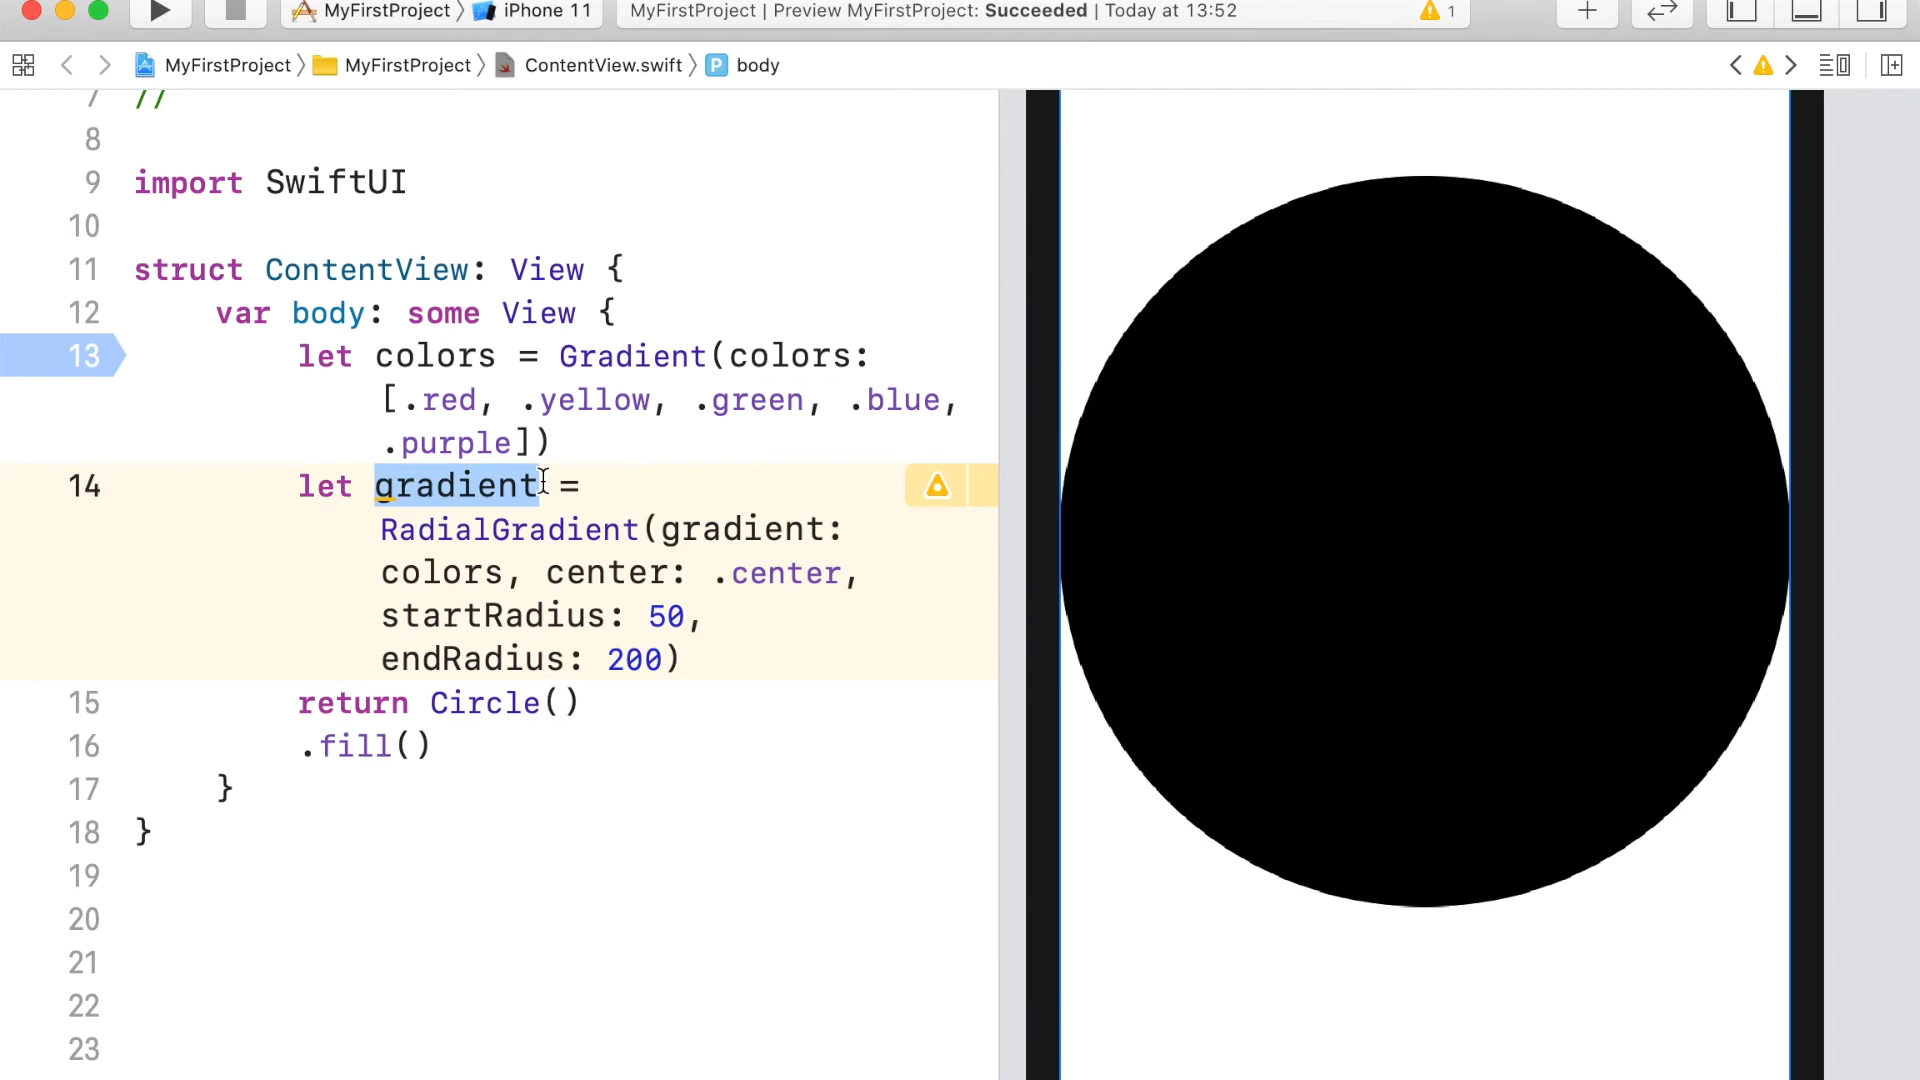 MyFirstProject 〉 iPhone 11
MyFirstProject | Preview MyFirstProject: Succeeded | Today at 13:52
1
MyFirstProject 〉 MyFirstProject 〉 ContentView.swift 〉 P body
7 //
8
9 import SwiftUI
10
11 struct ContentView: View {
12 var body: some View {
13 let colors = Gradient(colors:
[.red, .yellow, .green, .blue,
.purple])
14 let gradient =
RadialGradient(gradient:
colors, center: .center,
startRadius: 50,
endRadius: 200)
15 return Circle()
16 .fill()
17 }
18 }
19
20
21
22
23